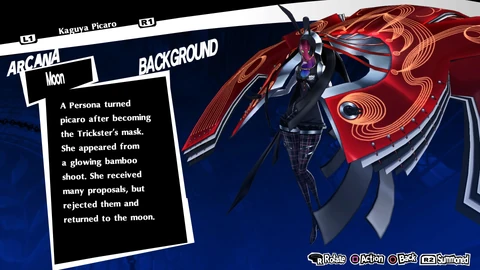 L1 Kaguya Picaro R1
ARCANA
Moon
BACKGROUND
A Persona turned
picaro after becoming
the Trickster's mask.
She appeared from
a glowing bamboo
shoot. She received
many proposals, but
rejected them and
returned to the moon.
R Rotate Action Back R2 Summoned